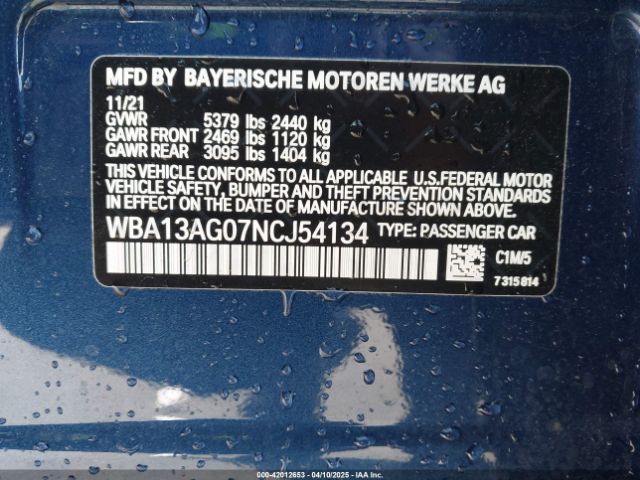 MFD BY BAYERISCHE MOTOREN WERKE AG
11/21
GVWR 5379 lbs 2440 kg
GAWR FRONT 2469 lbs 1120 kg
GAWR REAR 3095 lbs 1404 kg
THIS VEHICLE CONFORMS TO ALL APPLICABLE U.S.FEDERAL MOTOR
VEHICLE SAFETY, BUMPER AND THEFT PREVENTION STANDARDS
IN EFFECT ON THE DATE OF MANUFACTURE SHOWN ABOVE.
WBA13AG07NCJ54134 TYPE: PASSENGER CAR
C1M/5
7315814
000-42012653 - 04/10/2025 - IAA Inc.